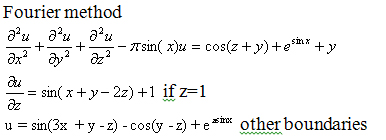 Fourier method
∂²u/∂x² + ∂²u/∂y² + ∂²u/∂z² − π sin( x)u = cos(z + y) + e^{sin x} + y
∂u/∂z = sin( x + y − 2z) + 1 if z=1
u = sin(3x + y - z) - cos(y - z) + e^{z sin x} other boundaries